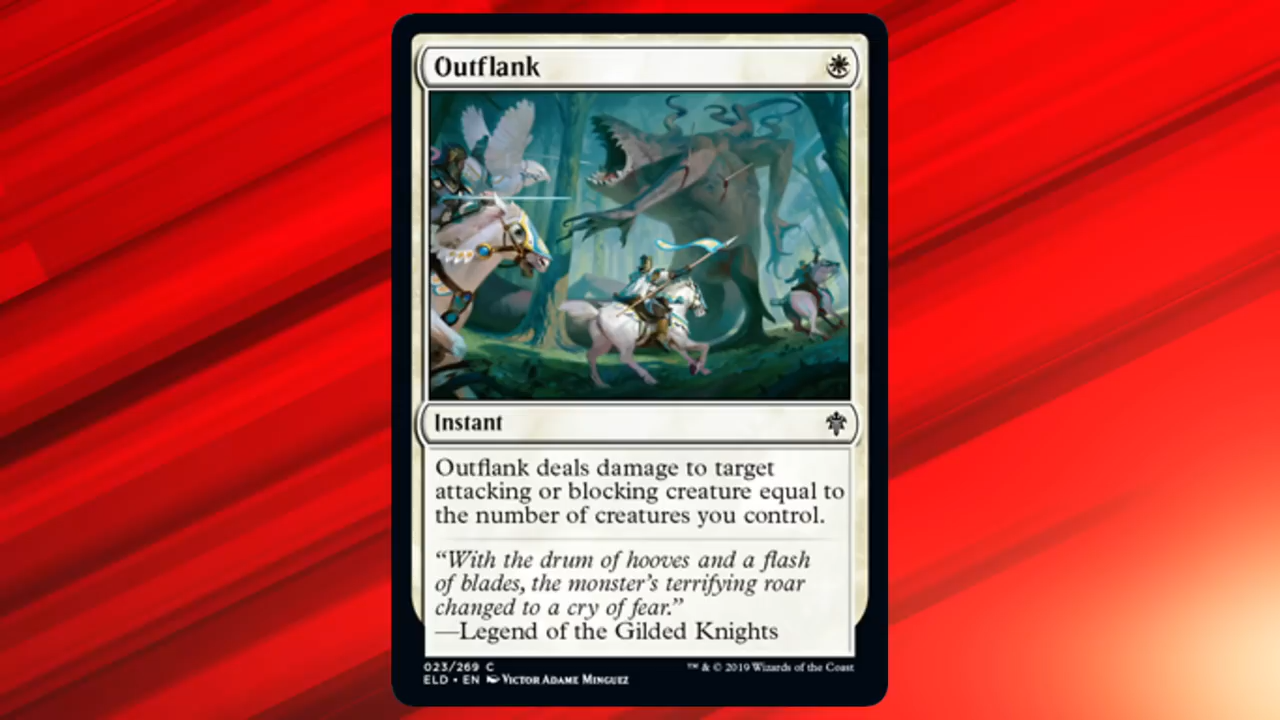 Outflank
Instant
Outflank deals damage to target
attacking or blocking creature equal to
the number of creatures you control.
“With the drum of hooves and a flash
of blades, the monster’s terrifying roar
changed to a cry of fear.”
—Legend of the Gilded Knights
023/269 C
™ & © 2019 Wizards of the Coast
ELD • EN Victor Adame Minguez